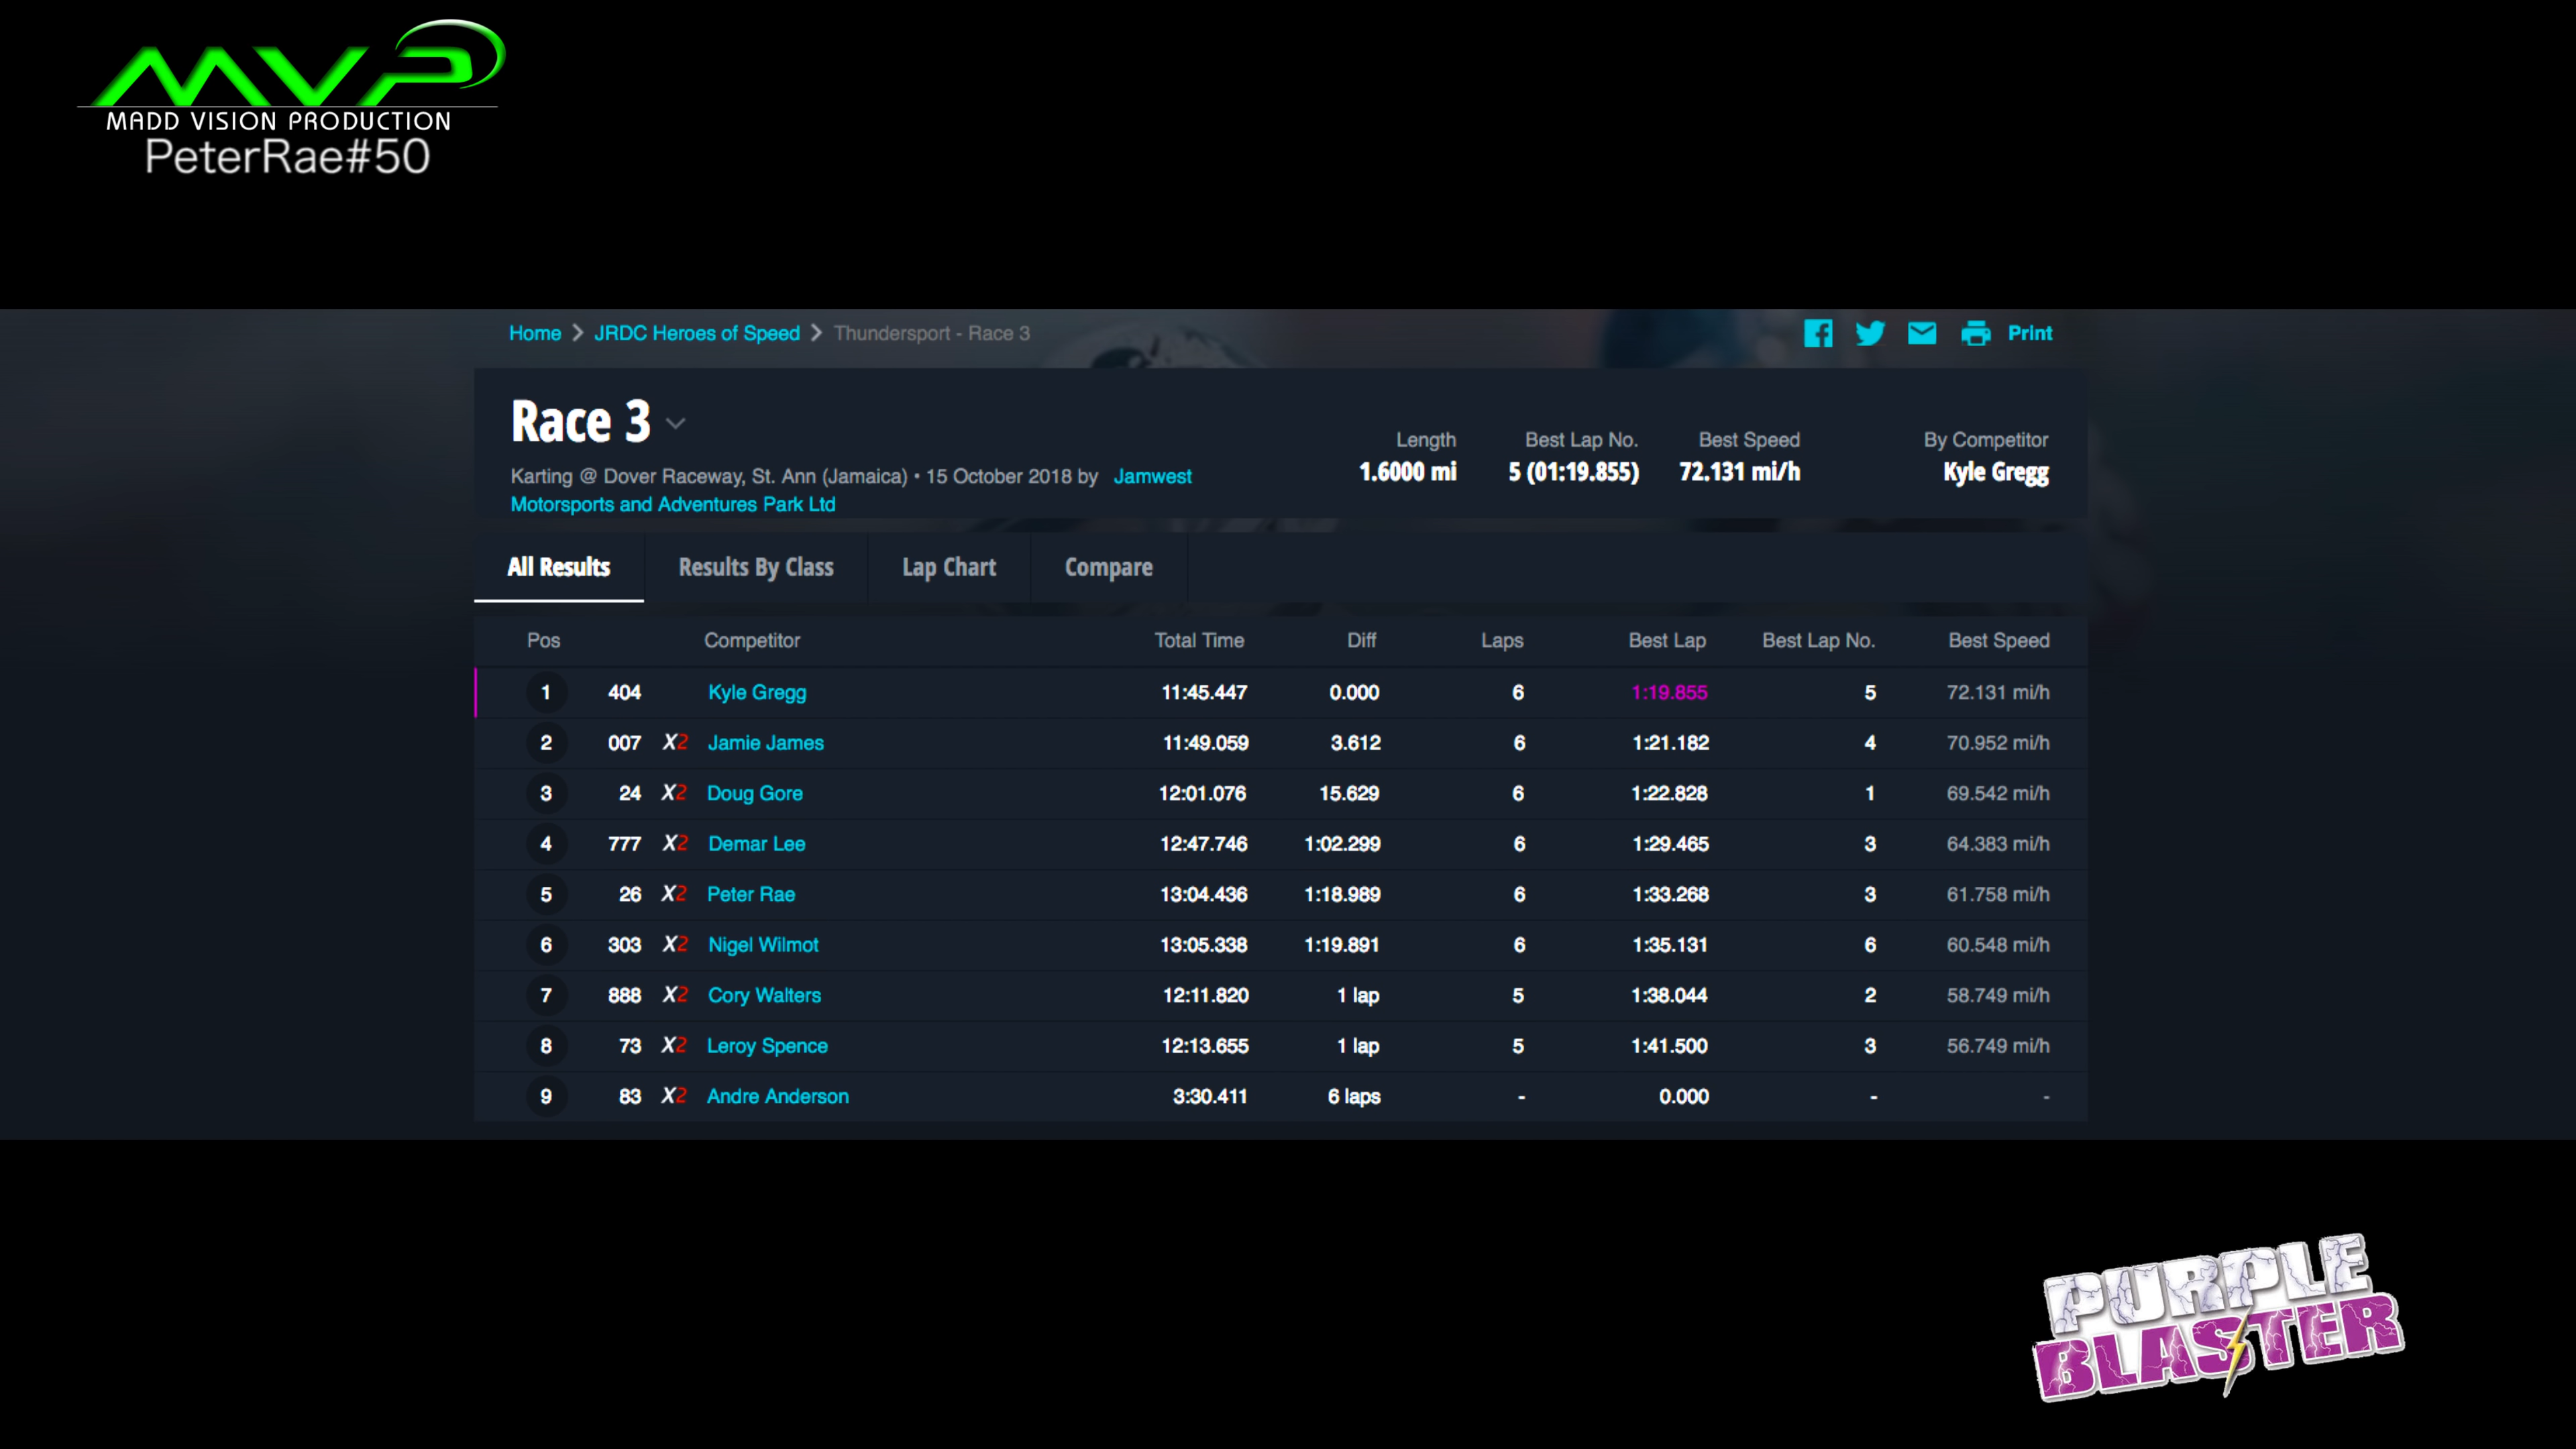 MVP
MADD VISION PRODUCTION
PeterRae#50
Home > JRDC Heroes of Speed > Thundersport - Race 3
Print
Race 3
Karting @ Dover Raceway, St. Ann (Jamaica) • 15 October 2018 by Jamwest
Motorsports and Adventures Park Ltd
Length Best Lap No. Best Speed By Competitor
1.6000 mi 5 (01:19.855) 72.131 mi/h Kyle Gregg
All Results Results By Class Lap Chart Compare
Pos Competitor Total Time Diff Laps Best Lap Best Lap No. Best Speed
1 404 Kyle Gregg 11:45.447 0.000 6 1:19.855 5 72.131 mi/h
2 007 X2 Jamie James 11:49.059 3.612 6 1:21.182 4 70.952 mi/h
3 24 X2 Doug Gore 12:01.076 15.629 6 1:22.828 1 69.542 mi/h
4 777 X2 Demar Lee 12:47.746 1:02.299 6 1:29.465 3 64.383 mi/h
5 26 X2 Peter Rae 13:04.436 1:18.989 6 1:33.268 3 61.758 mi/h
6 303 X2 Nigel Wilmot 13:05.338 1:19.891 6 1:35.131 6 60.548 mi/h
7 888 X2 Cory Walters 12:11.820 1 lap 5 1:38.044 2 58.749 mi/h
8 73 X2 Leroy Spence 12:13.655 1 lap 5 1:41.500 3 56.749 mi/h
9 83 X2 Andre Anderson 3:30.411 6 laps - 0.000 - -
PURPLE
BLASTER